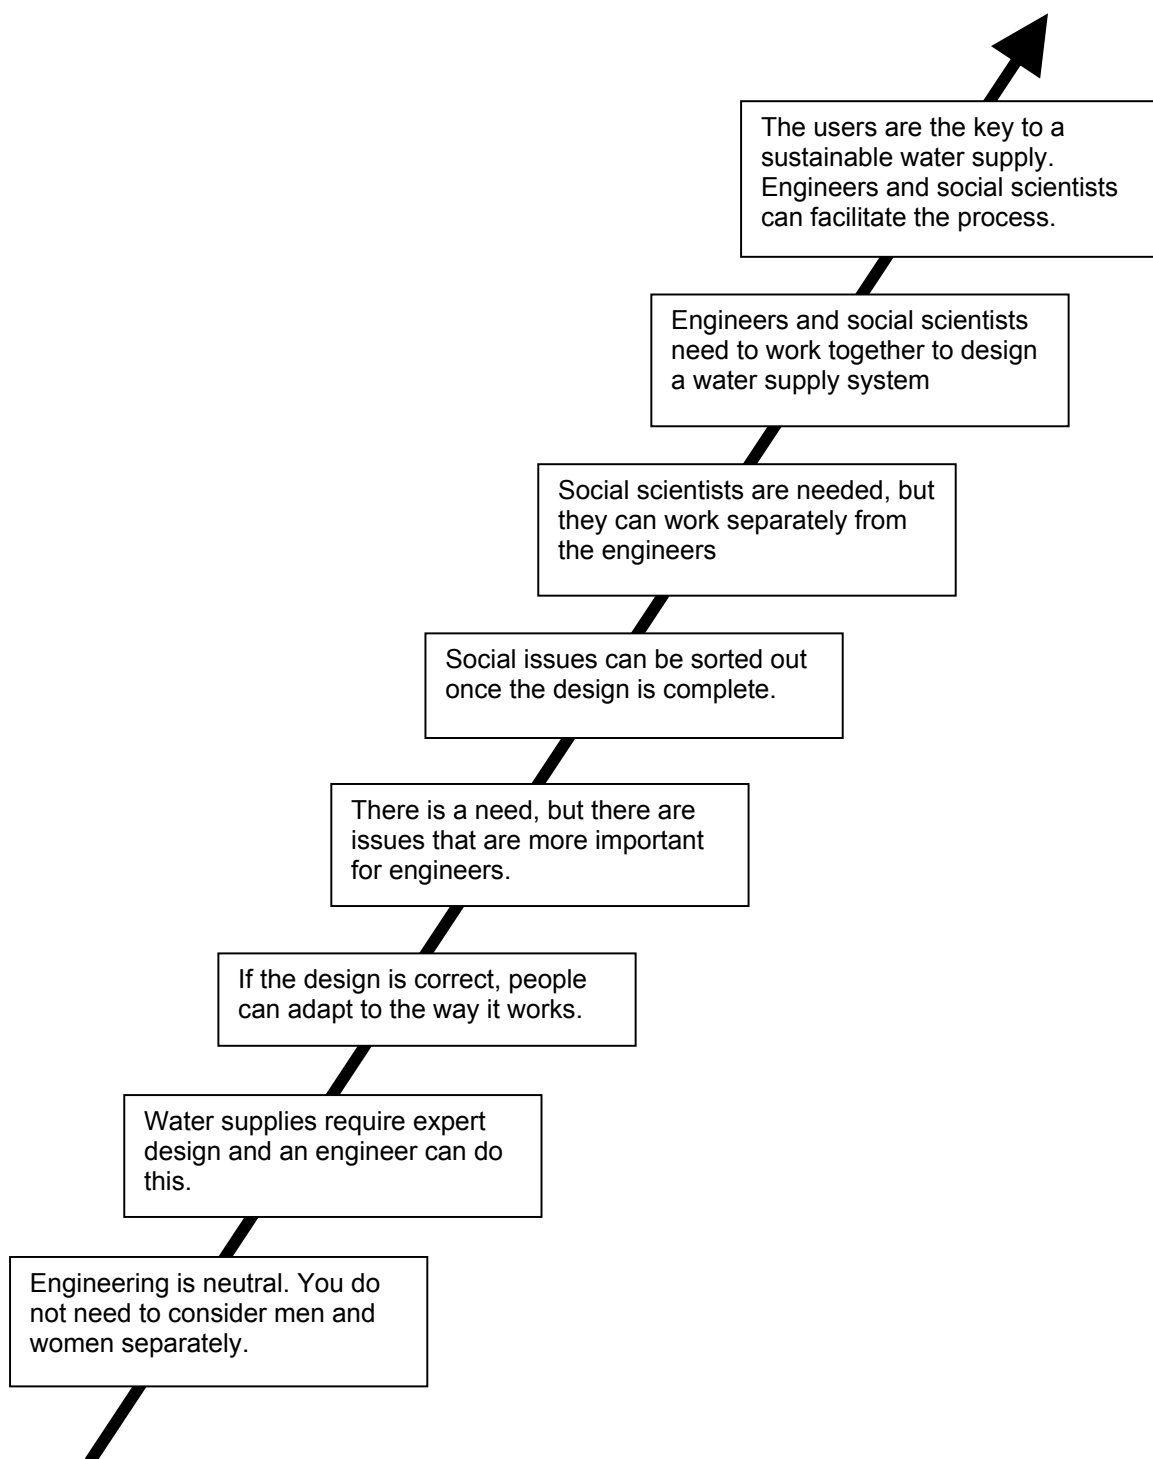 The users are the key to a
sustainable water supply.
Engineers and social scientists
can facilitate the process.
Engineers and social scientists
need to work together to design
a water supply system
Social scientists are needed, but
they can work separately from
the engineers
Social issues can be sorted out
once the design is complete.
There is a need, but there are
issues that are more important
for engineers.
If the design is correct, people
can adapt to the way it works.
Water supplies require expert
design and an engineer can do
this.
Engineering is neutral. You do
not need to consider men and
women separately.